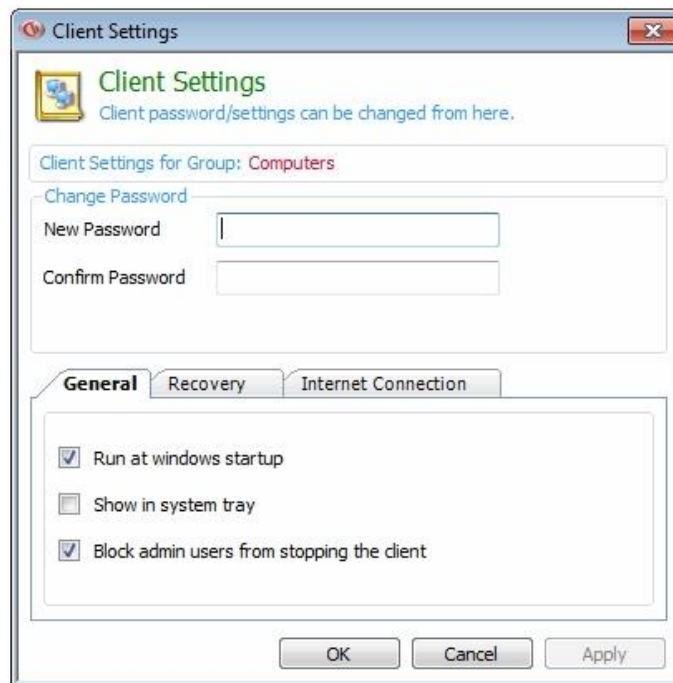 Client Settings
Client Settings
Client password/settings can be changed from here.
Client Settings for Group: Computers
Change Password
New Password
Confirm Password
General Recovery Internet Connection
Run at windows startup
Show in system tray
Block admin users from stopping the client
OK Cancel Apply